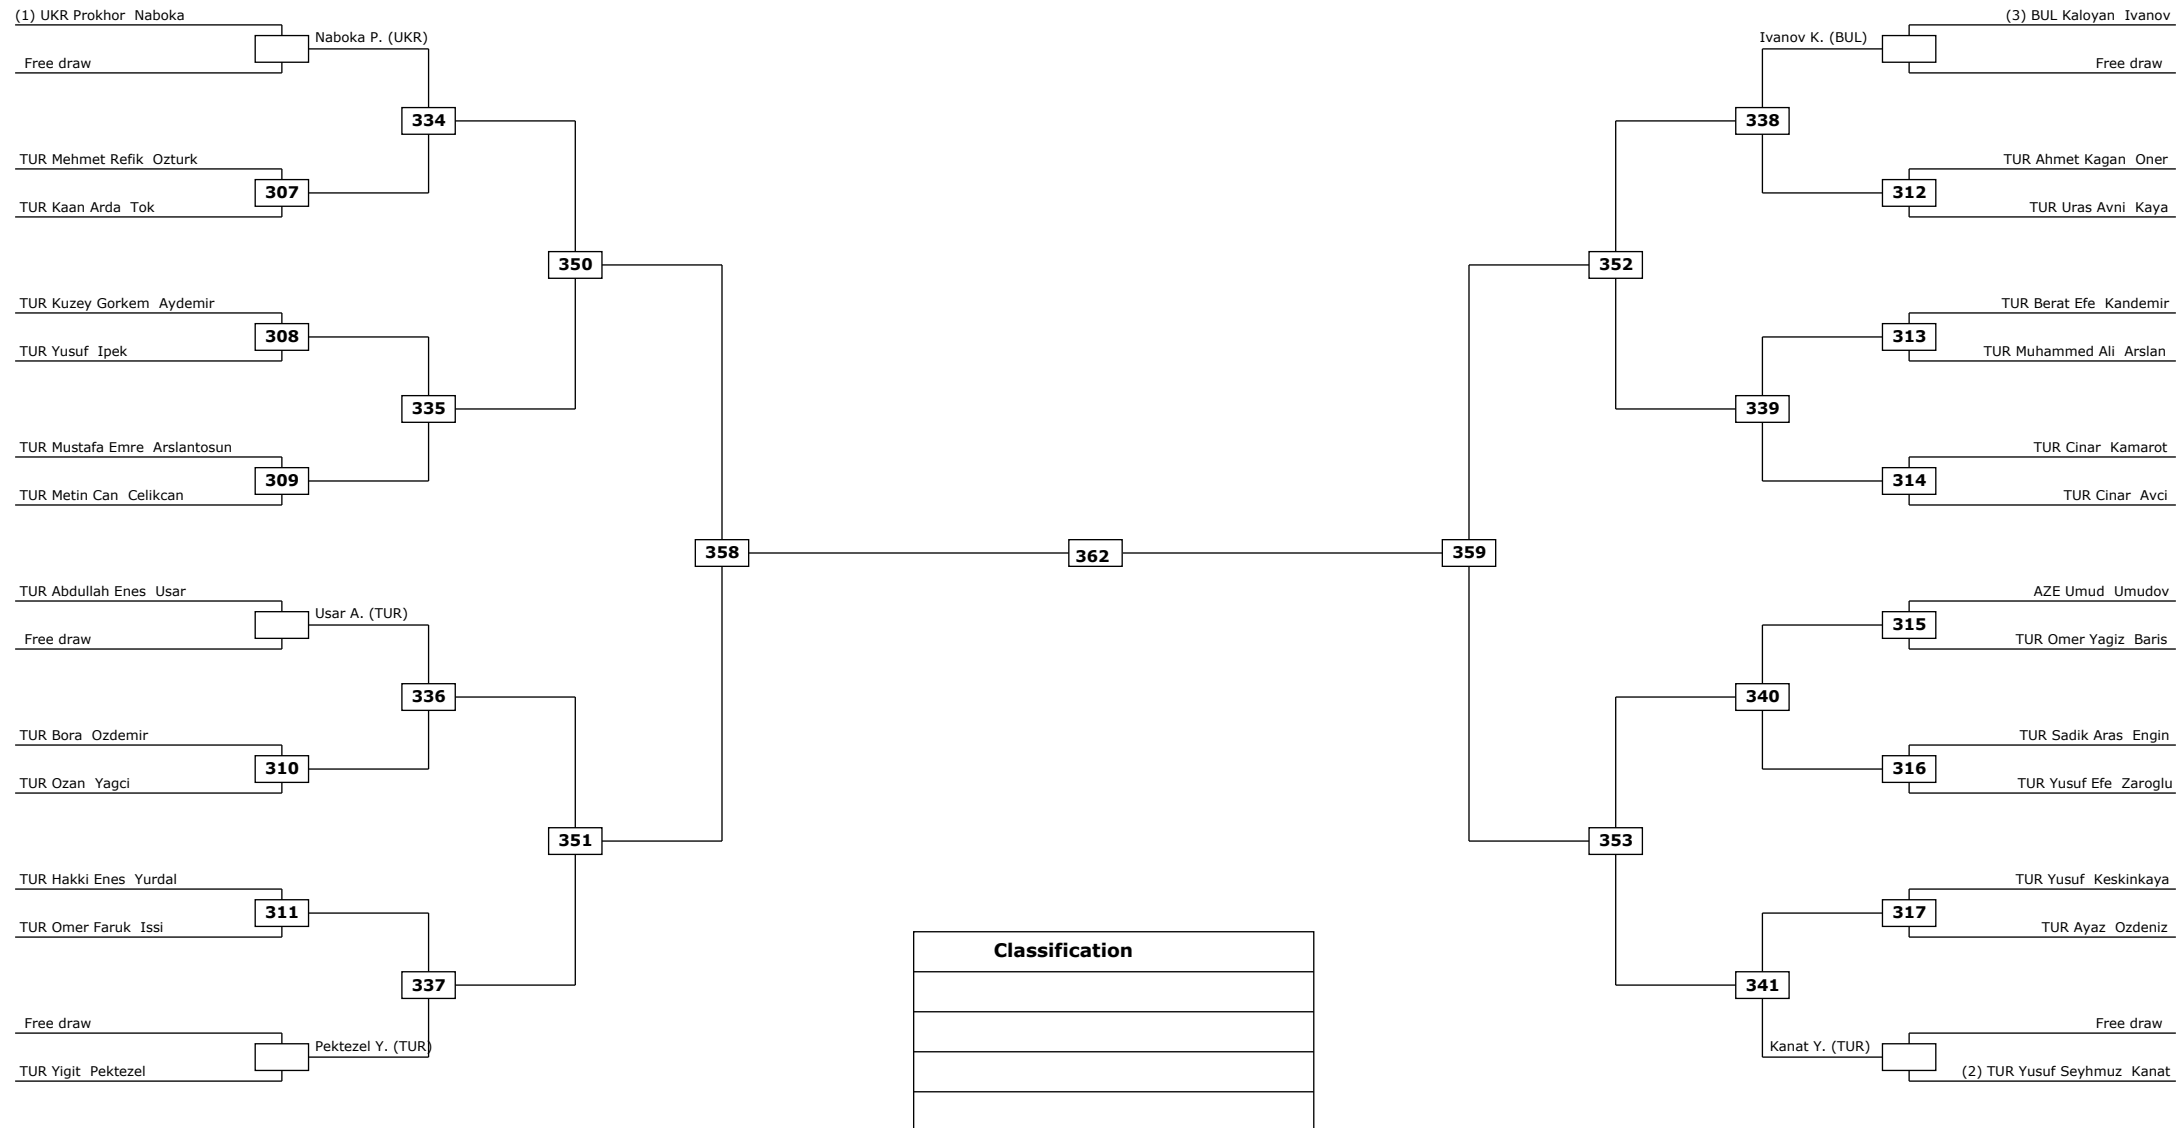 (1) UKR Prokhor Naboka
Naboka P. (UKR)
Free draw
334
TUR Mehmet Refik Ozturk
307
TUR Kaan Arda Tok
350
TUR Kuzey Gorkem Aydemir
308
TUR Yusuf Ipek
335
TUR Mustafa Emre Arslantosun
309
TUR Metin Can Celikcan
358
TUR Abdullah Enes Usar
Usar A. (TUR)
Free draw
336
TUR Bora Ozdemir
310
TUR Ozan Yagci
351
TUR Hakki Enes Yurdal
311
TUR Omer Faruk Issi
337
Free draw
Pektezel Y. (TUR)
TUR Yigit Pektezel
362
(3) BUL Kaloyan Ivanov
Ivanov K. (BUL)
Free draw
338
TUR Ahmet Kagan Oner
312
TUR Uras Avni Kaya
352
TUR Berat Efe Kandemir
313
TUR Muhammed Ali Arslan
339
TUR Cinar Kamarot
314
TUR Cinar Avci
359
AZE Umud Umudov
315
TUR Omer Yagiz Baris
340
TUR Sadik Aras Engin
316
TUR Yusuf Efe Zaroglu
353
TUR Yusuf Keskinkaya
317
TUR Ayaz Ozdeniz
341
Free draw
Kanat Y. (TUR)
(2) TUR Yusuf Seyhmuz Kanat
Classification